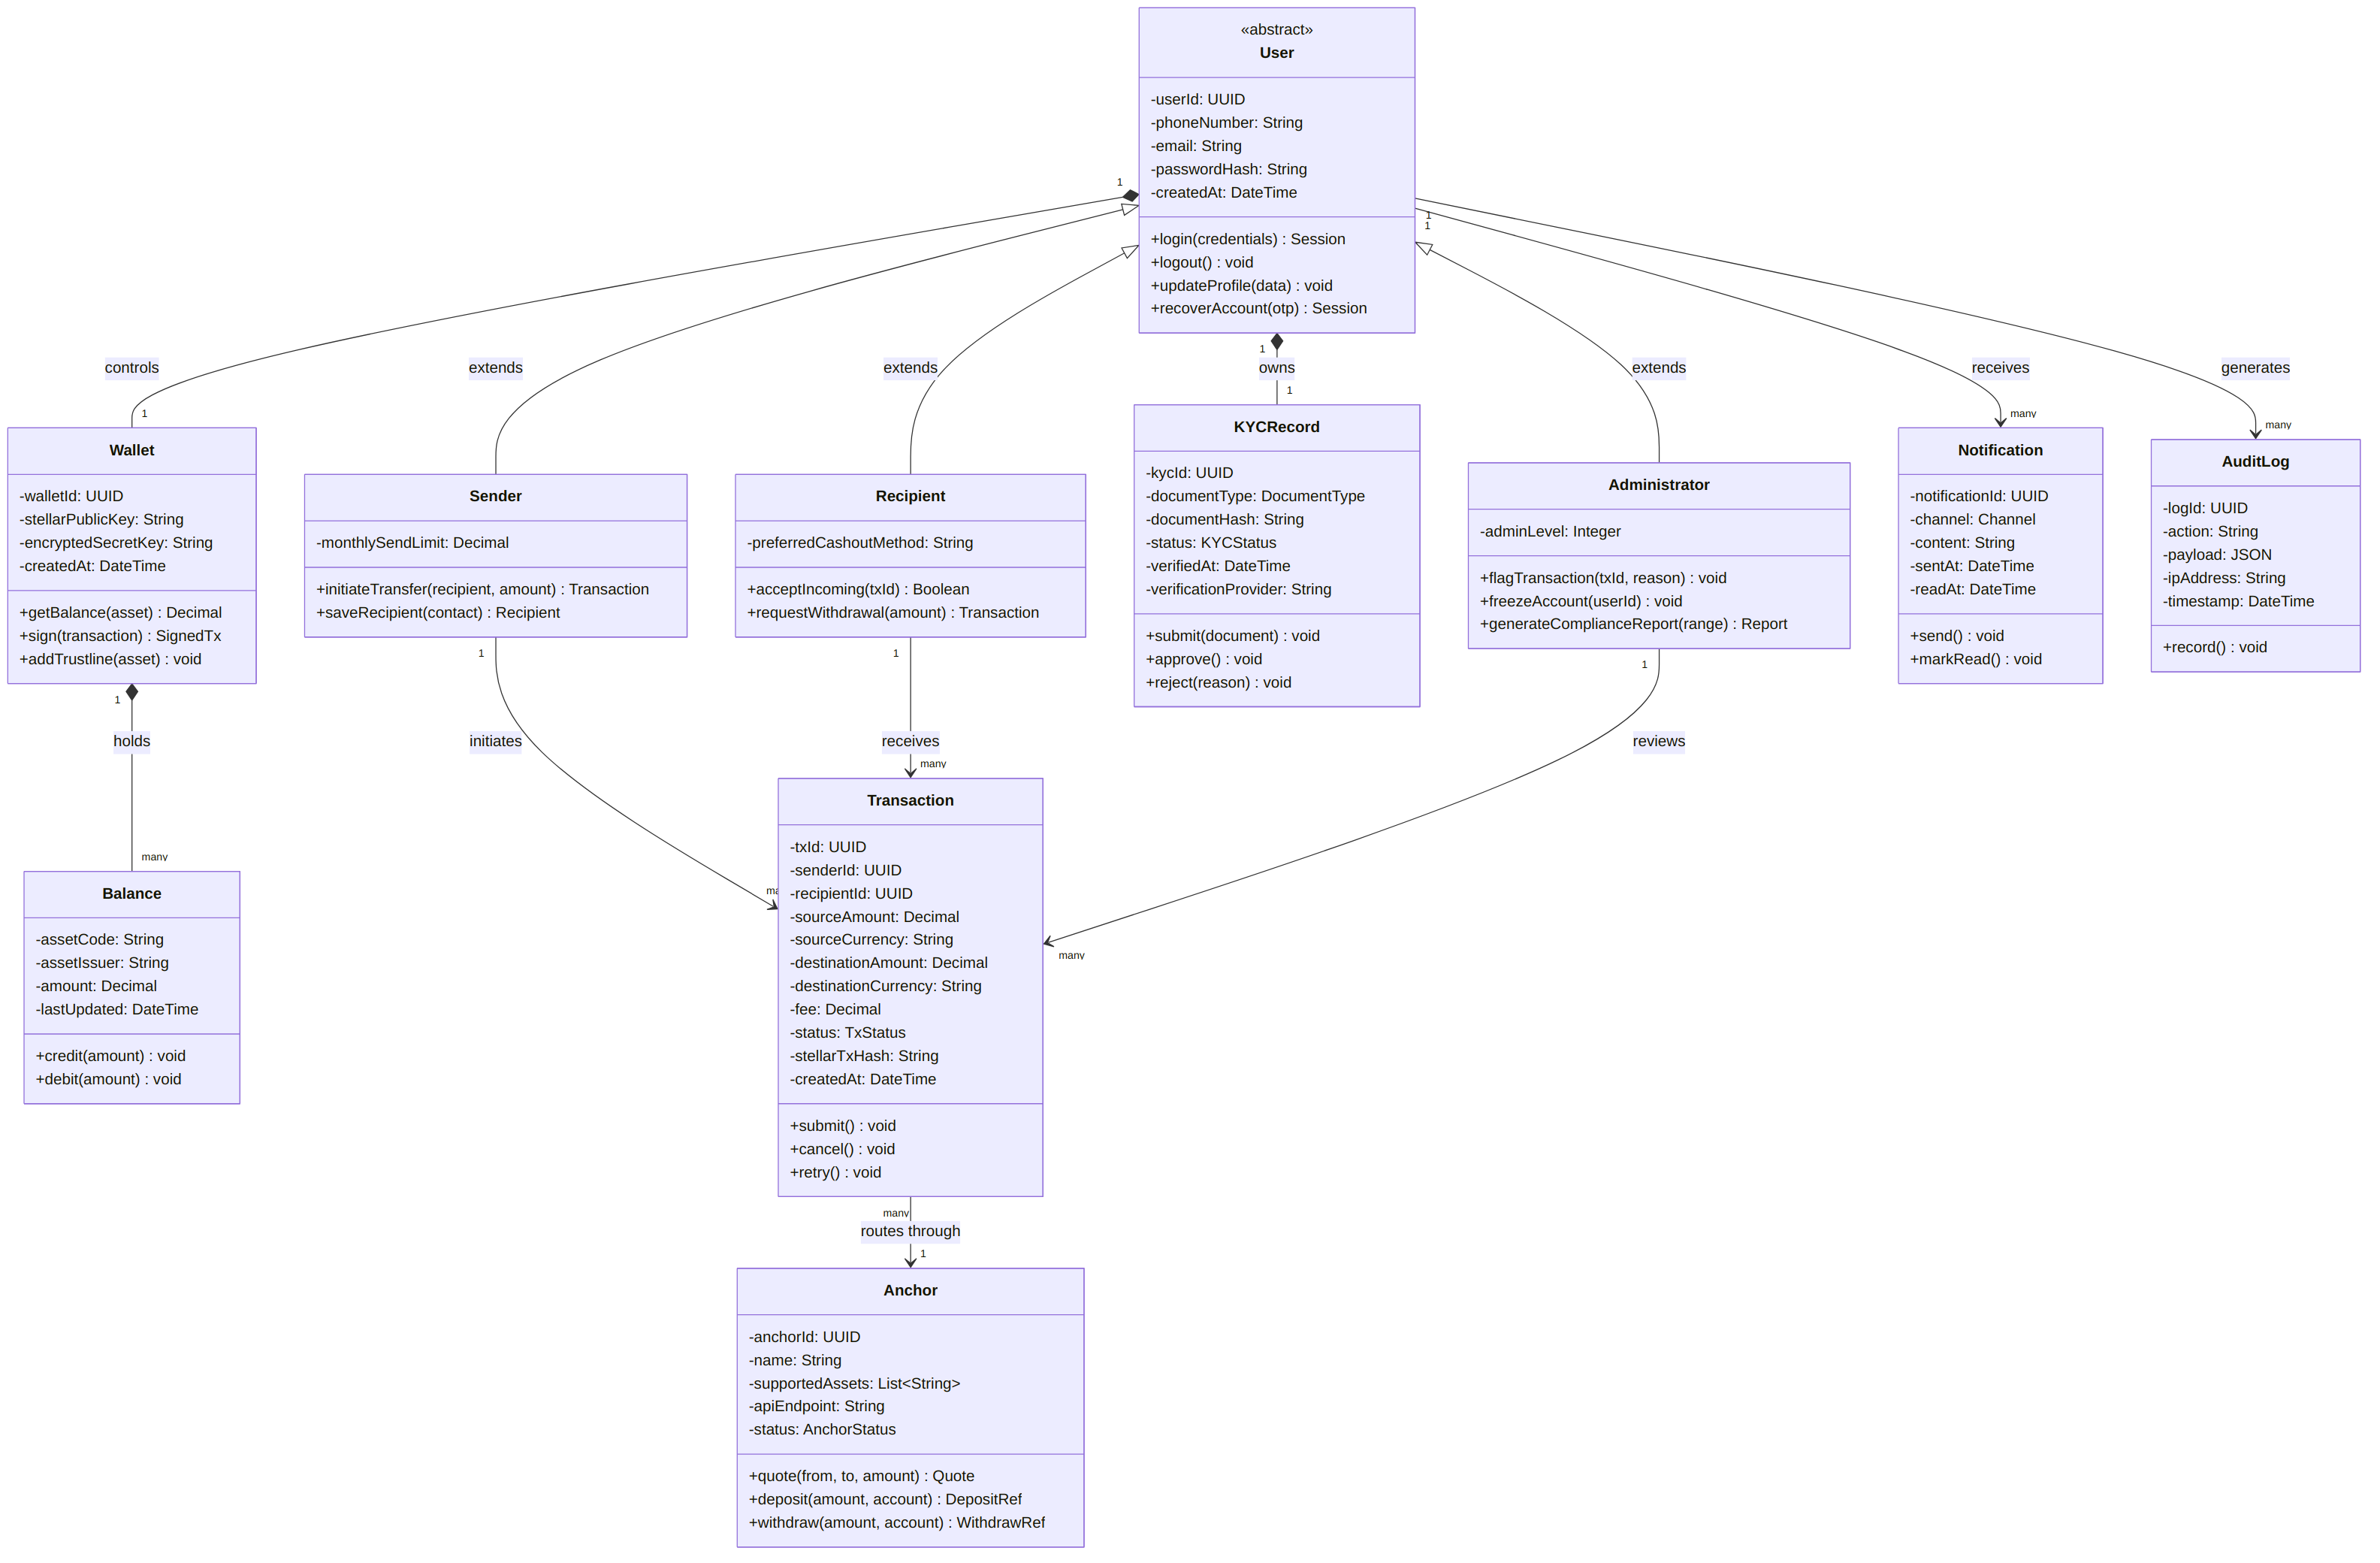 «abstract»
User
-userId: UUID
-phoneNumber: String
-email: String
-passwordHash: String
-createdAt: DateTime
+login(credentials) : Session
+logout() : void
+updateProfile(data) : void
+recoverAccount(otp) : Session
1
1
1
controls
extends
extends
1
owns
extends
receives
generates
1
1
many
many
Wallet
-walletId: UUID
-stellarPublicKey: String
-encryptedSecretKey: String
-createdAt: DateTime
+getBalance(asset) : Decimal
+sign(transaction) : SignedTx
+addTrustline(asset) : void
Sender
-monthlySendLimit: Decimal
+initiateTransfer(recipient, amount) : Transaction
+saveRecipient(contact) : Recipient
Recipient
-preferredCashoutMethod: String
+acceptIncoming(txId) : Boolean
+requestWithdrawal(amount) : Transaction
KYCRecord
-kycId: UUID
-documentType: DocumentType
-documentHash: String
-status: KYCStatus
-verifiedAt: DateTime
-verificationProvider: String
+submit(document) : void
+approve() : void
+reject(reason) : void
Administrator
-adminLevel: Integer
+flagTransaction(txId, reason) : void
+freezeAccount(userId) : void
+generateComplianceReport(range) : Report
Notification
-notificationId: UUID
-channel: Channel
-content: String
-sentAt: DateTime
-readAt: DateTime
+send() : void
+markRead() : void
AuditLog
-logId: UUID
-action: String
-payload: JSON
-ipAddress: String
-timestamp: DateTime
+record() : void
1
1
1
1
holds
initiates
receives
reviews
many
many
many
Balance
-assetCode: String
-assetIssuer: String
-amount: Decimal
-lastUpdated: DateTime
+credit(amount) : void
+debit(amount) : void
Transaction
-txId: UUID
-senderId: UUID
-recipientId: UUID
-sourceAmount: Decimal
-sourceCurrency: String
-destinationAmount: Decimal
-destinationCurrency: String
-fee: Decimal
-status: TxStatus
-stellarTxHash: String
-createdAt: DateTime
+submit() : void
+cancel() : void
+retry() : void
many
routes through
1
Anchor
-anchorId: UUID
-name: String
-supportedAssets: List<String>
-apiEndpoint: String
-status: AnchorStatus
+quote(from, to, amount) : Quote
+deposit(amount, account) : DepositRef
+withdraw(amount, account) : WithdrawRef